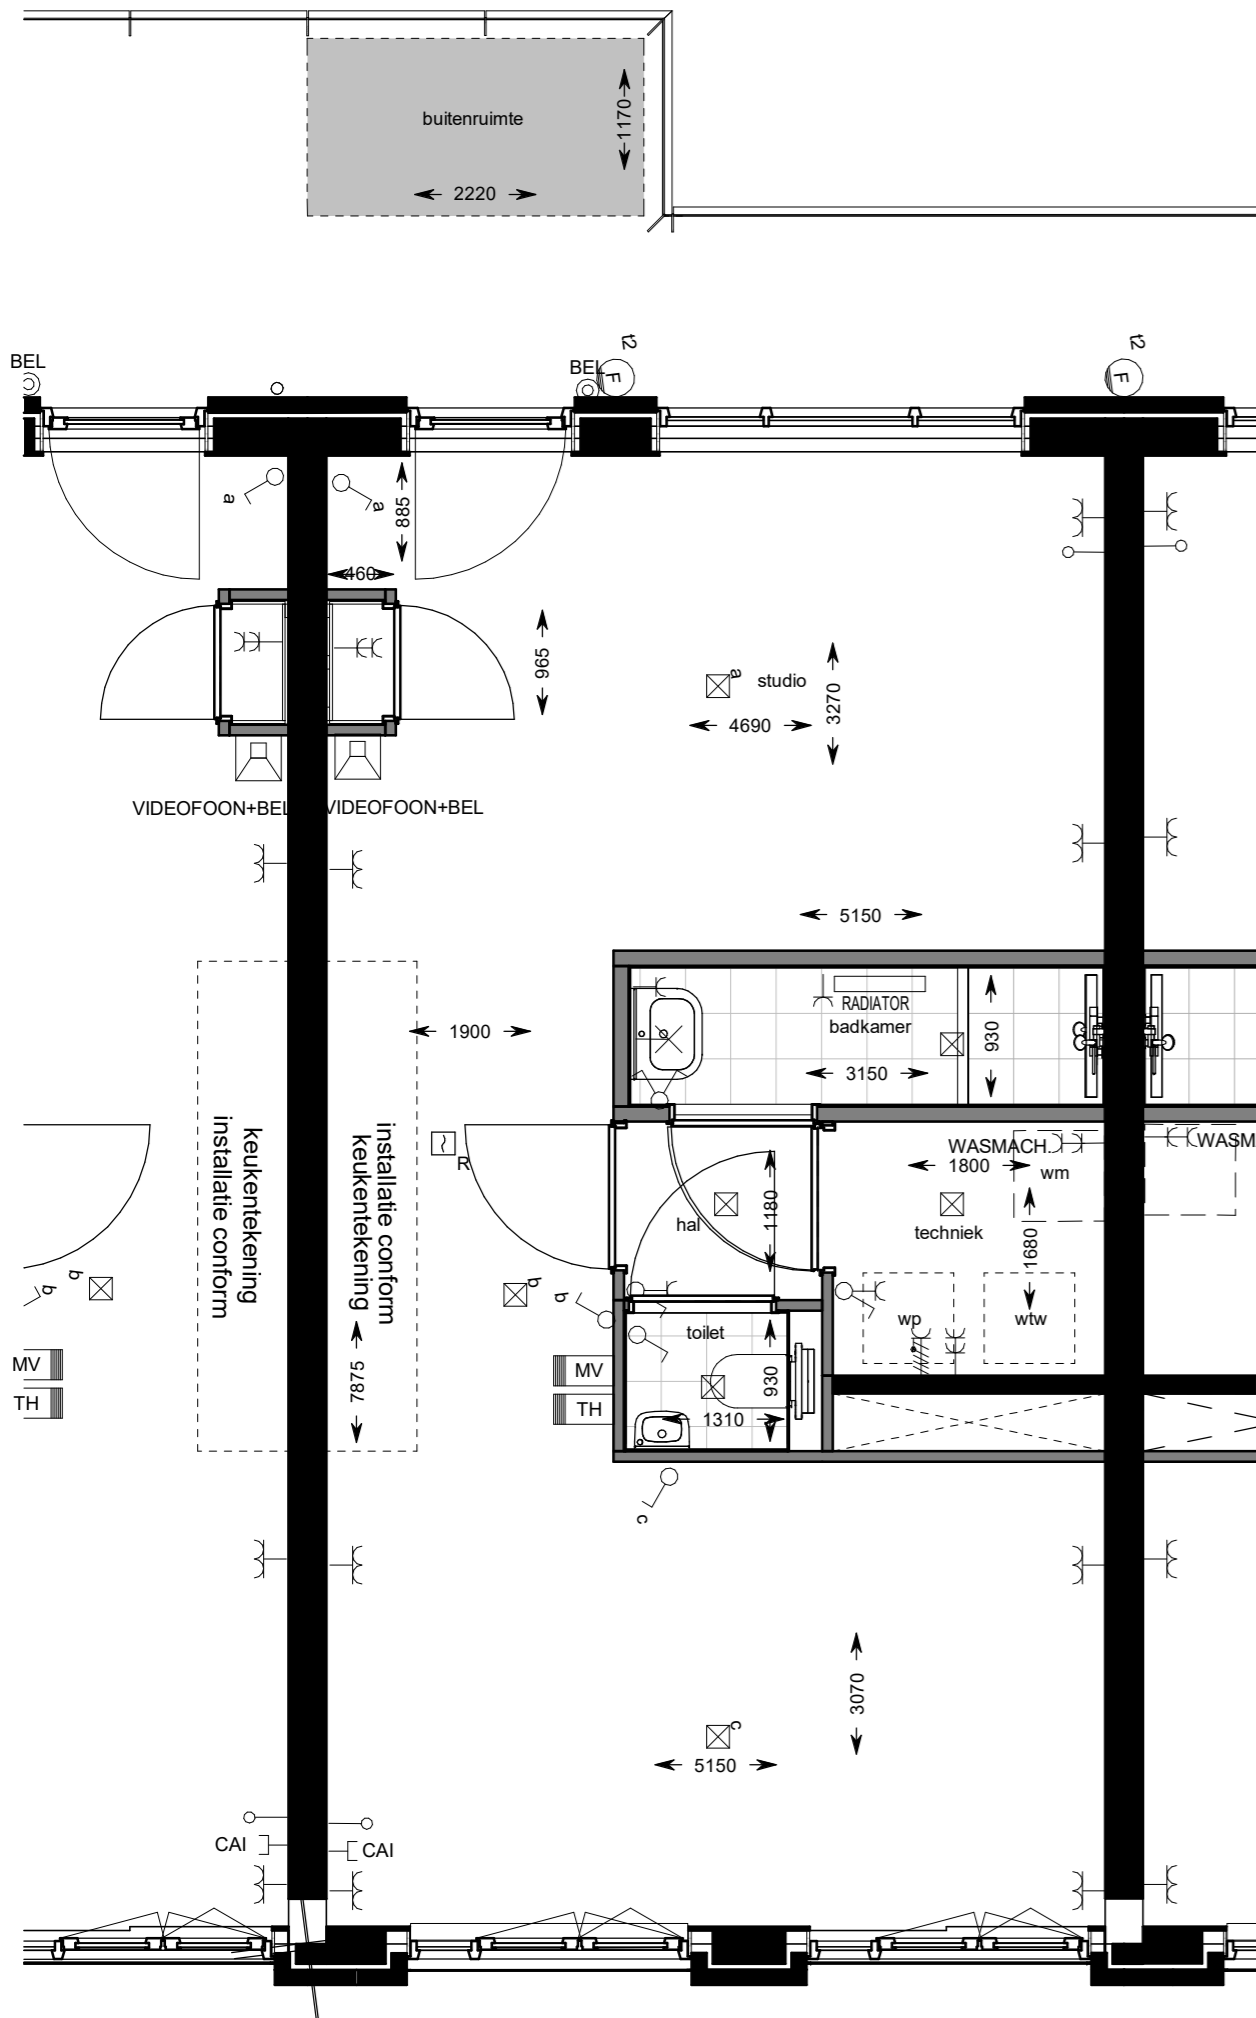 buitenruimte
1170
2220
BEL
BEL
t2
F
t2
F
a
a
885
460
965
a
studio
4690
3270
VIDEOFOON+BEL
VIDEOFOON+BEL
5150
1900
RADIATOR
badkamer
3150
930
installatie conform
keukentekening
installatie conform
keukentekening
7875
R
WASMACH.
WASM
1800
wm
hal
1180
techniek
1680
b
b
b
b
toilet
wp
wtw
MV
TH
MV
TH
930
1310
c
3070
c
5150
CAI
CAI